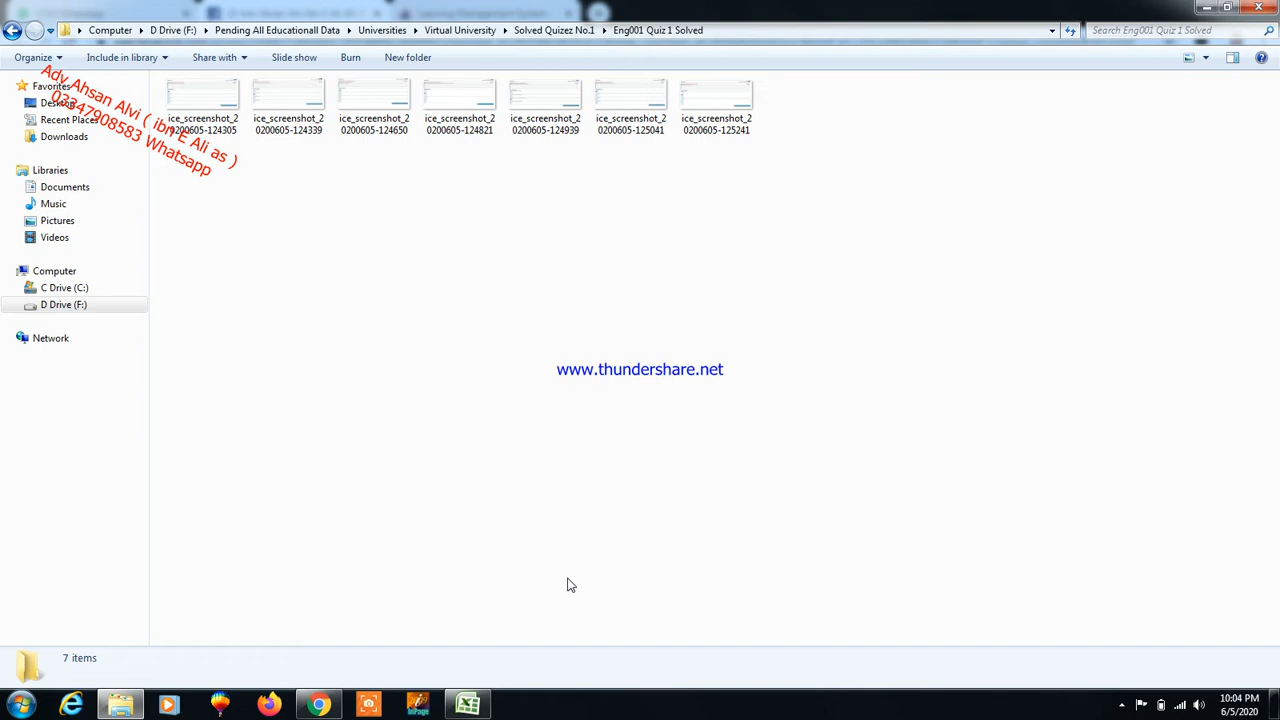 Computer ▸ D Drive (F:) ▸ Pending All Educationall Data ▸ Universities ▸ Virtual University ▸ Solved Quizez No.1 ▸ Eng001 Quiz 1 Solved
Search Eng001 Quiz 1 Solved
Organize Include in library Share with Slide show Burn New folder
Favorites
Desktop
Recent Places
Downloads
Adv Ahsan Alvi ( ibn E Ali as )
03347908583 Whatsapp
Libraries
Documents
Music
Pictures
Videos
Computer
C Drive (C:)
D Drive (F:)
Network
ice_screenshot_2 ice_screenshot_2 ice_screenshot_2 ice_screenshot_2 ice_screenshot_2 ice_screenshot_2 ice_screenshot_2
0200605-124305 0200605-124339 0200605-124650 0200605-124821 0200605-124939 0200605-125041 0200605-125241
www.thundershare.net
7 items
10:04 PM
6/5/2020